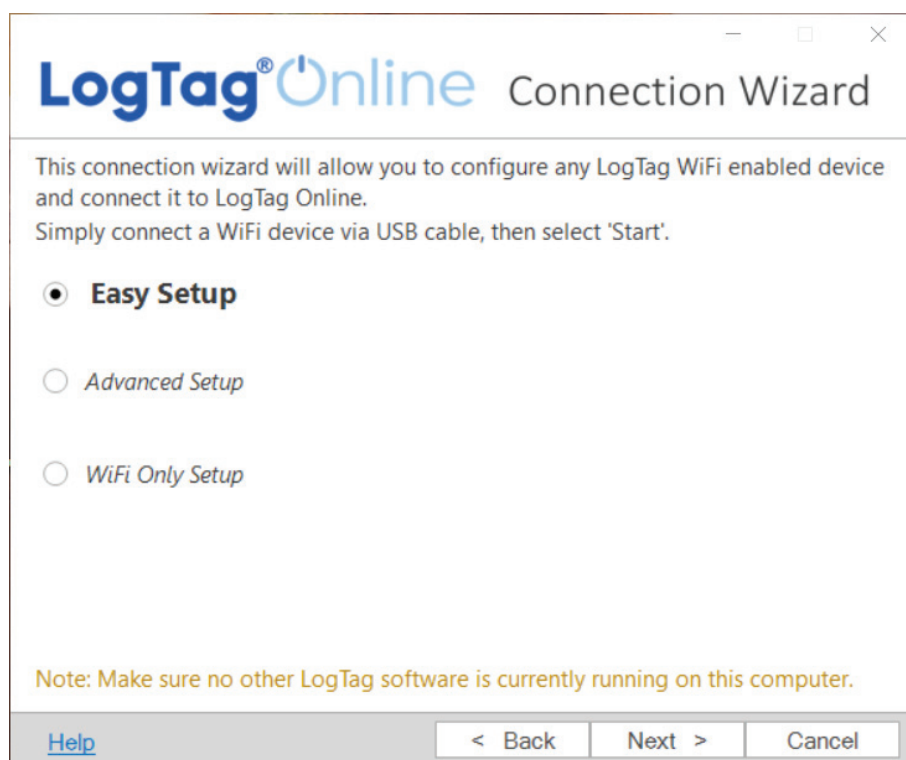 LogTag® Online Connection Wizard
This connection wizard will allow you to configure any LogTag WiFi enabled device
and connect it to LogTag Online.
Simply connect a WiFi device via USB cable, then select 'Start'.
Easy Setup
Advanced Setup
WiFi Only Setup
Note: Make sure no other LogTag software is currently running on this computer.
Help < Back Next > Cancel